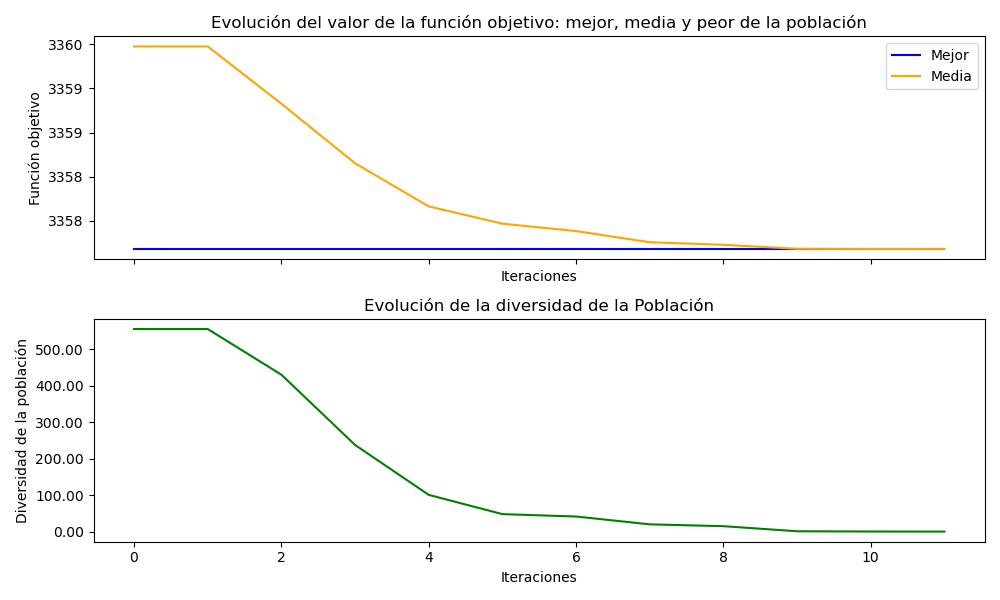 Evolución del valor de la función objetivo: mejor, media y peor de la población
3360
3359
3359
3358
3358
Función objetivo
Mejor
Media
Iteraciones
Evolución de la diversidad de la Población
500.00
400.00
300.00
200.00
100.00
0.00
Diversidad de la población
0 2 4 6 8 10
Iteraciones